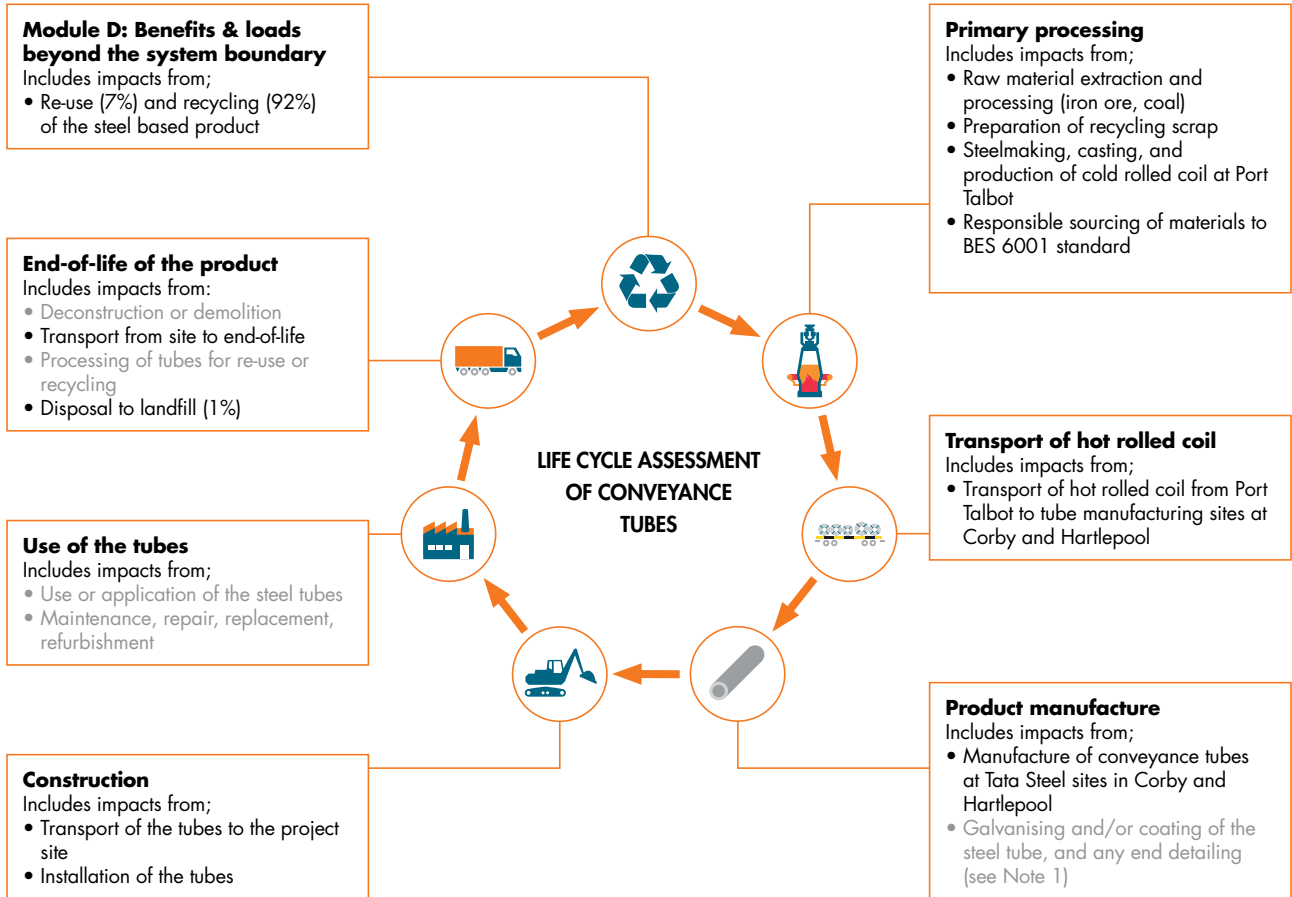 Module D: Benefits & loads
beyond the system boundary
Includes impacts from;
• Re-use (7%) and recycling (92%)
of the steel based product
Primary processing
Includes impacts from;
• Raw material extraction and
processing (iron ore, coal)
• Preparation of recycling scrap
• Steelmaking, casting, and
production of cold rolled coil at Port
Talbot
• Responsible sourcing of materials to
BES 6001 standard
End-of-life of the product
Includes impacts from:
• Deconstruction or demolition
• Transport from site to end-of-life
• Processing of tubes for re-use or
recycling
• Disposal to landfill (1%)
LIFE CYCLE ASSESSMENT
OF CONVEYANCE
TUBES
Transport of hot rolled coil
Includes impacts from;
• Transport of hot rolled coil from Port
Talbot to tube manufacturing sites at
Corby and Hartlepool
Use of the tubes
Includes impacts from;
• Use or application of the steel tubes
• Maintenance, repair, replacement,
refurbishment
Product manufacture
Includes impacts from;
• Manufacture of conveyance tubes
at Tata Steel sites in Corby and
Hartlepool
• Galvanising and/or coating of the
steel tube, and any end detailing
(see Note 1)
Construction
Includes impacts from;
• Transport of the tubes to the project
site
• Installation of the tubes